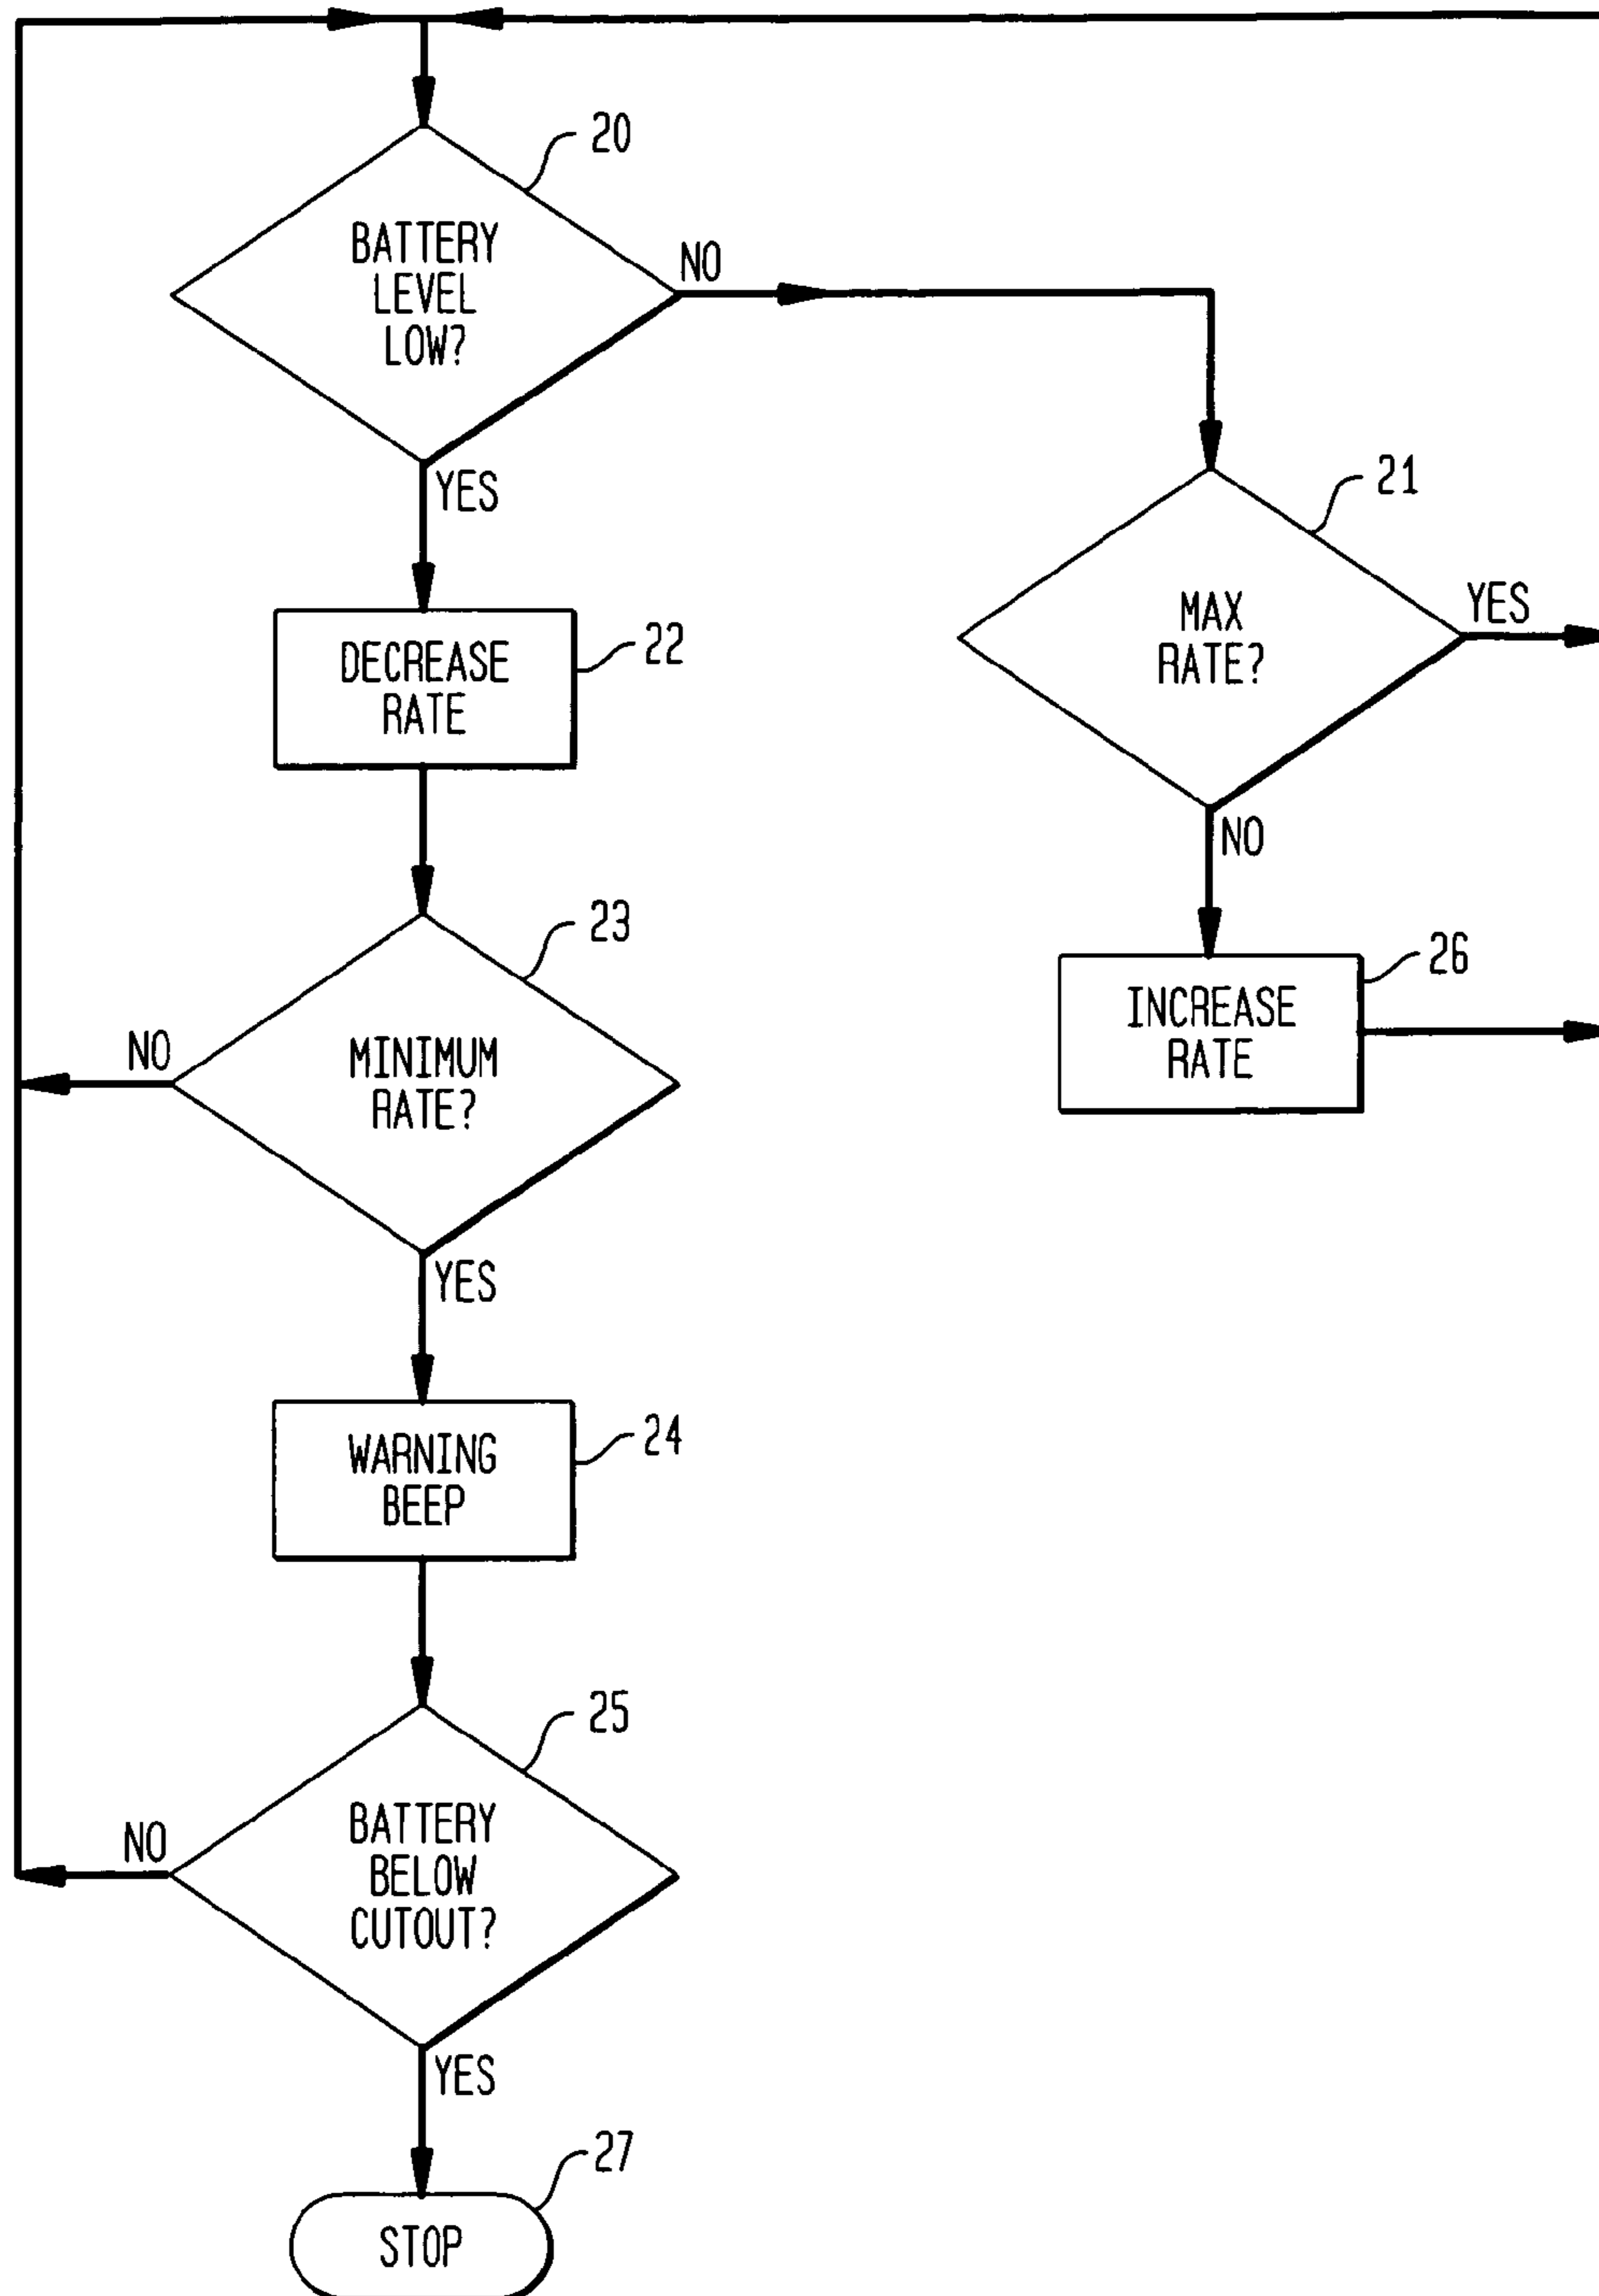 20
BATTERY
LEVEL
LOW?
NO
YES
21
MAX
RATE?
YES
NO
22
DECREASE
RATE
23
MINIMUM
RATE?
NO
YES
26
INCREASE
RATE
24
WARNING
BEEP
25
BATTERY
BELOW
CUTOUT?
NO
YES
27
STOP